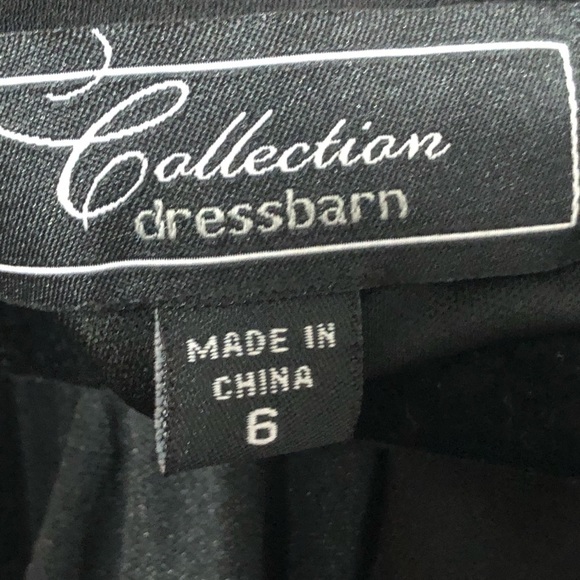 Collection
dressbarn
MADE IN
CHINA
6